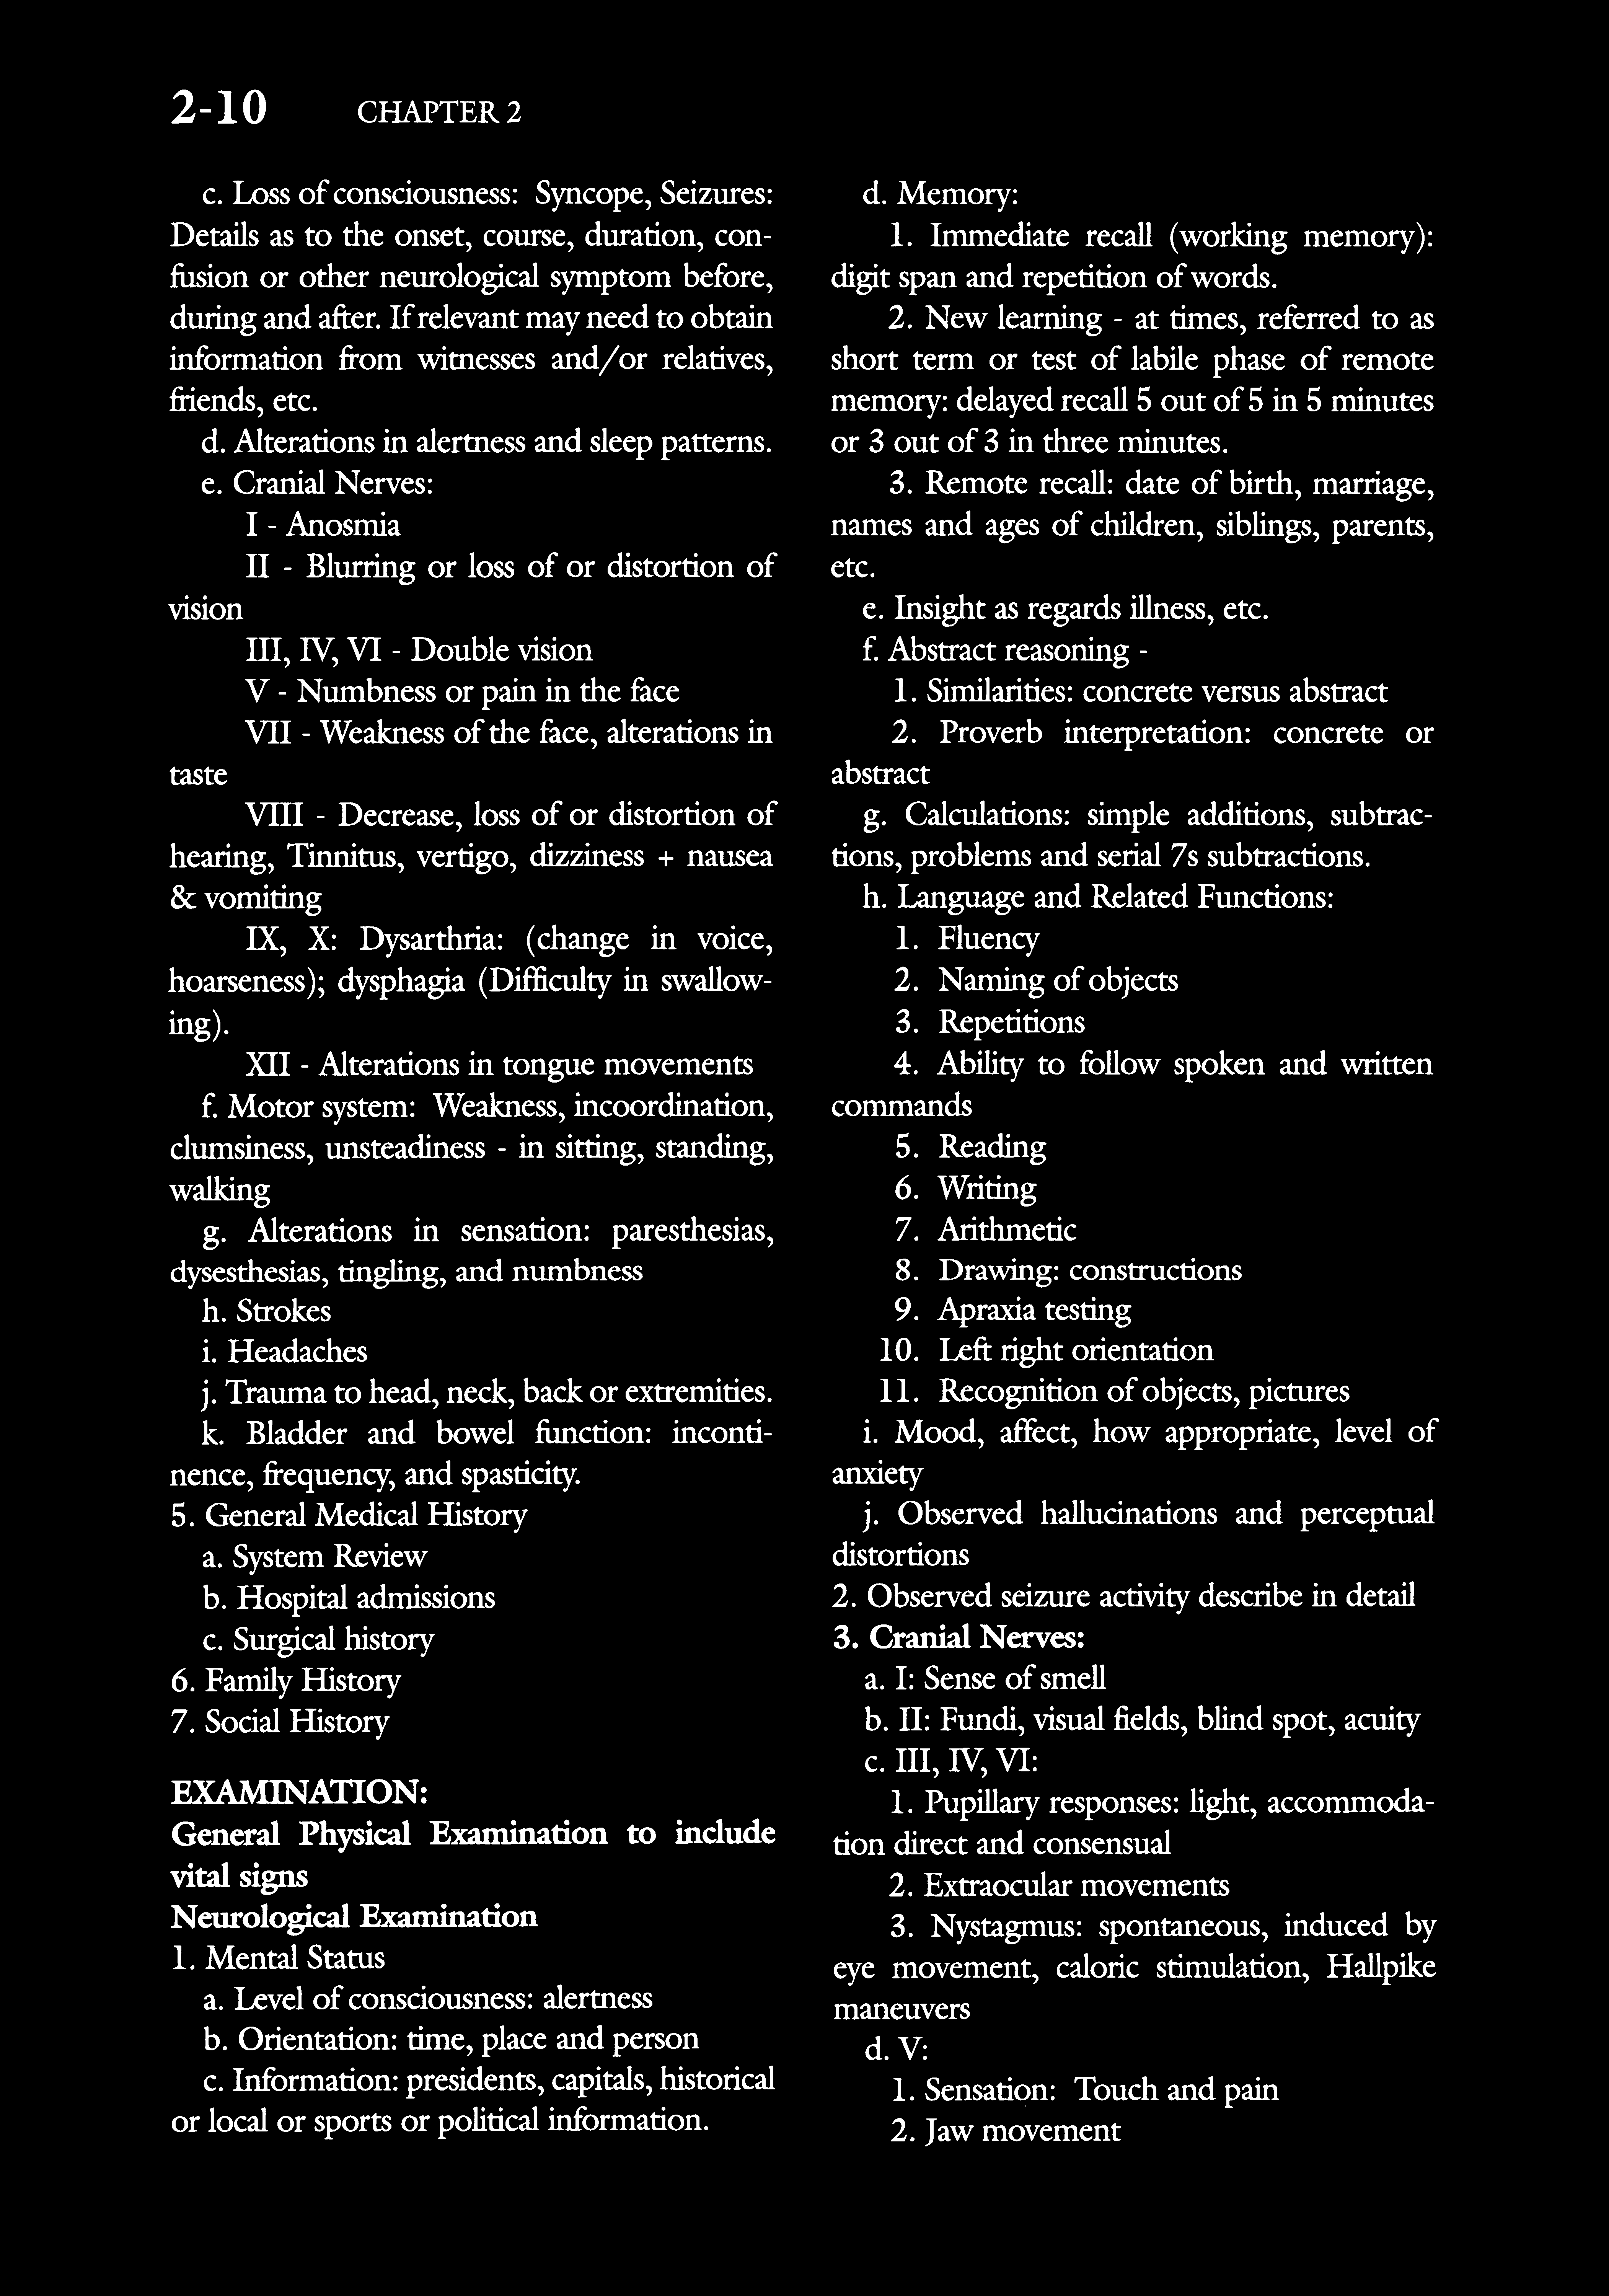 2-10 CHAPTER 2
c. Loss of consciousness: Syncope, Seizures:
Details as to the onset, course, duration, con-
fusion or other neurological symptom before,
during and after. If relevant may need to obtain
information from witnesses and/or relatives,
friends, etc.
d. Alterations in alertness and sleep patterns.
e. Cranial Nerves:
I - Anosmia
II - Blurring or loss of or distortion of
vision
III, IV, VI - Double vision
V - Numbness or pain in the face
VII - Weakness of the face, alterations in
taste
VIII - Decrease, loss of or distortion of
hearing, Tinnitus, vertigo, dizziness + nausea
& vomiting
IX, X: Dysarthria: (change in voice,
hoarseness); dysphagia (Difficulty in swallow-
ing).
XII - Alterations in tongue movements
f. Motor system: Weakness, incoordination,
clumsiness, unsteadiness - in sitting, standing,
walking
g. Alterations in sensation: paresthesias,
dysesthesias, tingling, and numbness
h. Strokes
i. Headaches
j. Trauma to head, neck, back or extremities.
k. Bladder and bowel function: inconti-
nence, frequency, and spasticity.
5. General Medical History
a. System Review
b. Hospital admissions
c. Surgical history
6. Family History
7. Social History
EXAMINATION:
General Physical Examination to include
vital signs
Neurological Examination
1. Mental Status
a. Level of consciousness: alertness
b. Orientation: time, place and person
c. Information: presidents, capitals, historical
or local or sports or political information.
d. Memory:
1. Immediate recall (working memory):
digit span and repetition of words.
2. New learning - at times, referred to as
short term or test of labile phase of remote
memory: delayed recall 5 out of 5 in 5 minutes
or 3 out of 3 in three minutes.
3. Remote recall: date of birth, marriage,
names and ages of children, siblings, parents,
etc.
e. Insight as regards illness, etc.
f. Abstract reasoning -
1. Similarities: concrete versus abstract
2. Proverb interpretation: concrete or
abstract
g. Calculations: simple additions, subtrac-
tions, problems and serial 7s subtractions.
h. Language and Related Functions:
1. Fluency
2. Naming of objects
3. Repetitions
4. Ability to follow spoken and written
commands
5. Reading
6. Writing
7. Arithmetic
8. Drawing: constructions
9. Apraxia testing
10. Left right orientation
11. Recognition of objects, pictures
i. Mood, affect, how appropriate, level of
anxiety
j. Observed hallucinations and perceptual
distortions
2. Observed seizure activity describe in detail
3. Cranial Nerves:
a. I: Sense of smell
b. II: Fundi, visual fields, blind spot, acuity
c. III, IV, VI:
1. Pupillary responses: light, accommoda-
tion direct and consensual
2. Extraocular movements
3. Nystagmus: spontaneous, induced by
eye movement, caloric stimulation, Hallpike
maneuvers
d. V:
1. Sensation: Touch and pain
2. Jaw movement